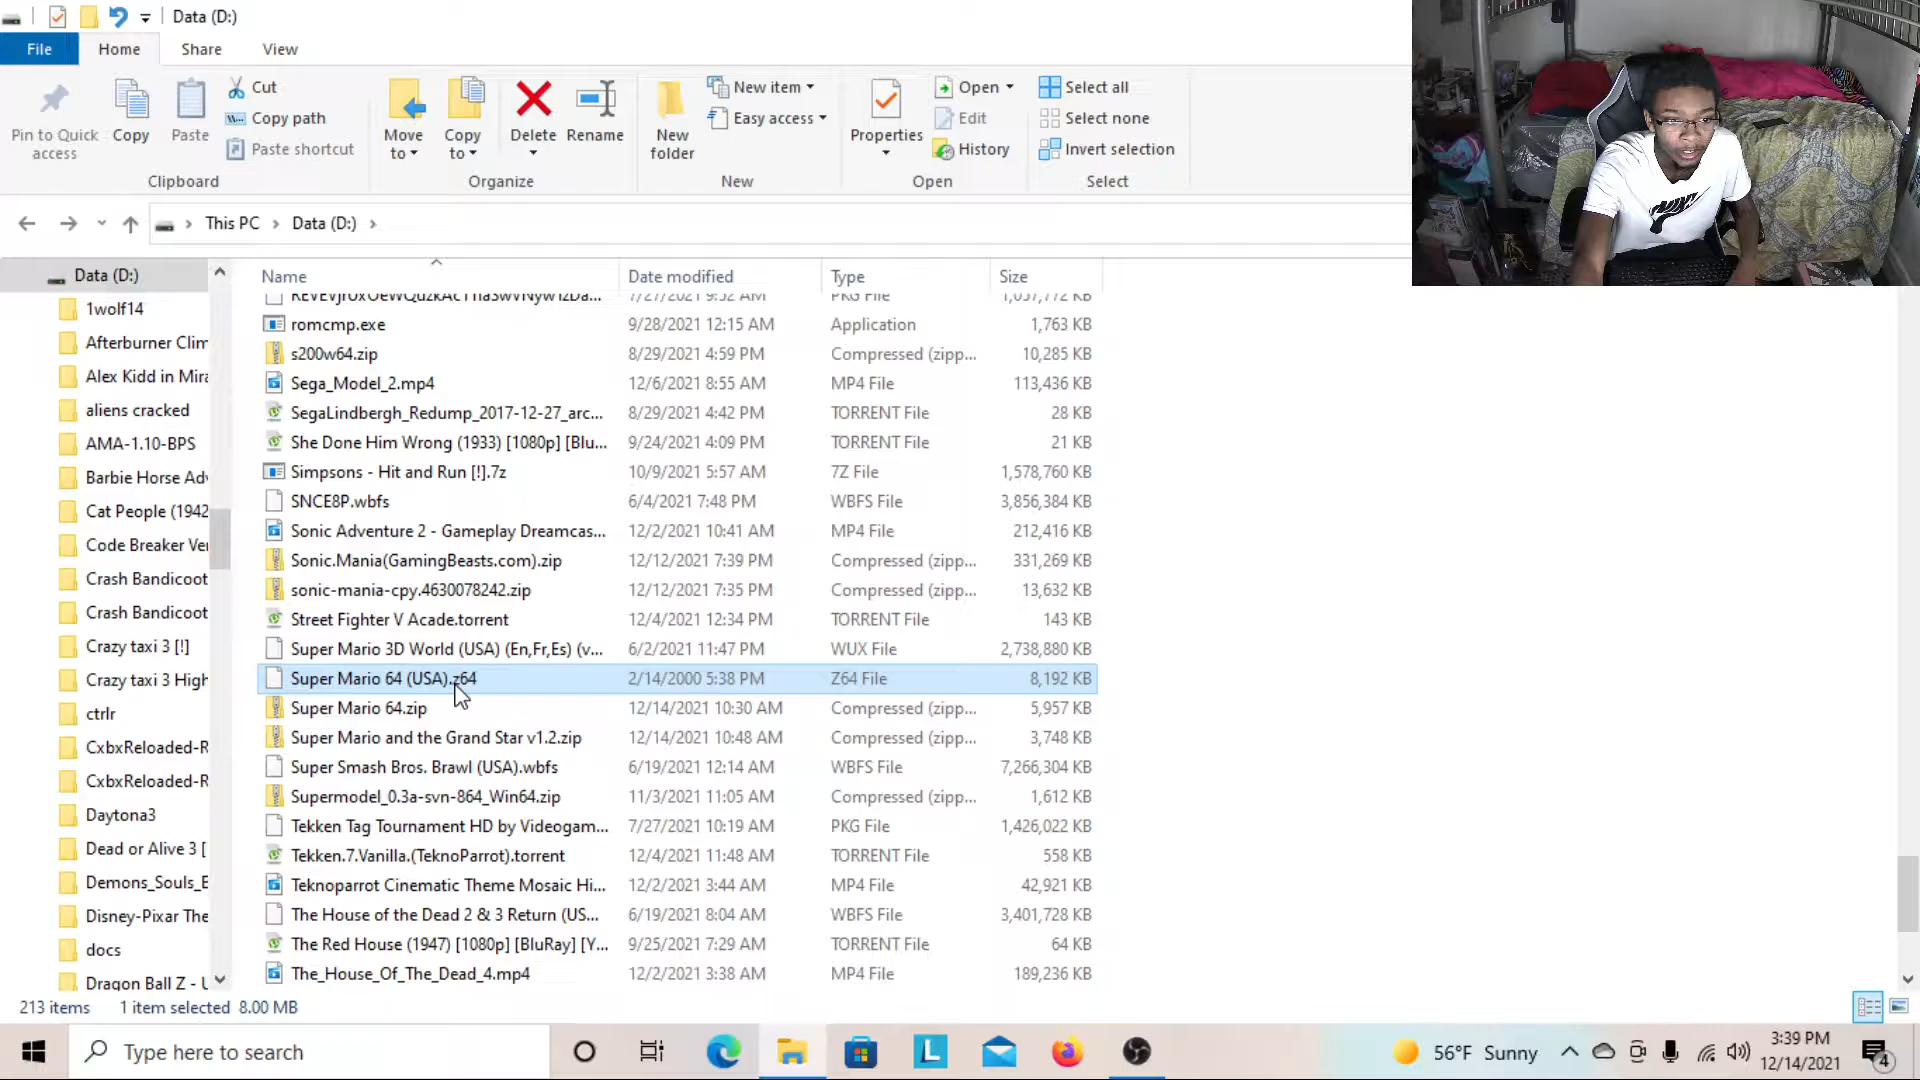 Data (D:)
File Home Share View
Pin to Quick access
Copy
Paste
Cut
Copy path
Paste shortcut
Clipboard
Move to
Copy to
Delete
Rename
Organize
New folder
New item
Easy access
New
Properties
Open
Edit
History
Open
Select all
Select none
Invert selection
Select
This PC Data (D:)
Data (D:)
1wolf14
Afterburner Clim
Alex Kidd in Mira
aliens cracked
AMA-1.10-BPS
Barbie Horse Adv
Cat People (1942
Code Breaker Ver
Crash Bandicoot
Crash Bandicoot
Crazy taxi 3 [!]
Crazy taxi 3 High
ctrlr
CxbxReloaded-R
CxbxReloaded-R
Daytona3
Dead or Alive 3 [
Demons_Souls_E
Disney-Pixar The
docs
Dragon Ball Z - U
Name Date modified Type Size
7/27/2021 9:52 AM PKG File 1,057,772 KB
romcmp.exe 9/28/2021 12:15 AM Application 1,763 KB
s200w64.zip 8/29/2021 4:59 PM Compressed (zipp... 10,285 KB
Sega_Model_2.mp4 12/6/2021 8:55 AM MP4 File 113,436 KB
SegaLindbergh_Redump_2017-12-27_arc... 8/29/2021 4:42 PM TORRENT File 28 KB
She Done Him Wrong (1933) [1080p] [Blu... 9/24/2021 4:09 PM TORRENT File 21 KB
Simpsons - Hit and Run [!].7z 10/9/2021 5:57 AM 7Z File 1,578,760 KB
SNCE8P.wbfs 6/4/2021 7:48 PM WBFS File 3,856,384 KB
Sonic Adventure 2 - Gameplay Dreamcas... 12/2/2021 10:41 AM MP4 File 212,416 KB
Sonic.Mania(GamingBeasts.com).zip 12/12/2021 7:39 PM Compressed (zipp... 331,269 KB
sonic-mania-cpy.4630078242.zip 12/12/2021 7:35 PM Compressed (zipp... 13,632 KB
Street Fighter V Acade.torrent 12/4/2021 12:34 PM TORRENT File 143 KB
Super Mario 3D World (USA) (En,Fr,Es) (v... 6/2/2021 11:47 PM WUX File 2,738,880 KB
Super Mario 64 (USA).z64 2/14/2000 5:38 PM Z64 File 8,192 KB
Super Mario 64.zip 12/14/2021 10:30 AM Compressed (zipp... 5,957 KB
Super Mario and the Grand Star v1.2.zip 12/14/2021 10:48 AM Compressed (zipp... 3,748 KB
Super Smash Bros. Brawl (USA).wbfs 6/19/2021 12:14 AM WBFS File 7,266,304 KB
Supermodel_0.3a-svn-864_Win64.zip 11/3/2021 11:05 AM Compressed (zipp... 1,612 KB
Tekken Tag Tournament HD by Videogam... 7/27/2021 10:19 AM PKG File 1,426,022 KB
Tekken.7.Vanilla.(TeknoParrot).torrent 12/4/2021 11:48 AM TORRENT File 558 KB
Teknoparrot Cinematic Theme Mosaic Hi... 12/2/2021 3:44 AM MP4 File 42,921 KB
The House of the Dead 2 & 3 Return (US... 6/19/2021 8:04 AM WBFS File 3,401,728 KB
The Red House (1947) [1080p] [BluRay] [Y... 9/25/2021 7:29 AM TORRENT File 64 KB
The_House_Of_The_Dead_4.mp4 12/2/2021 3:38 AM MP4 File 189,236 KB
213 items 1 item selected 8.00 MB
Type here to search
56°F Sunny
3:39 PM
12/14/2021
4